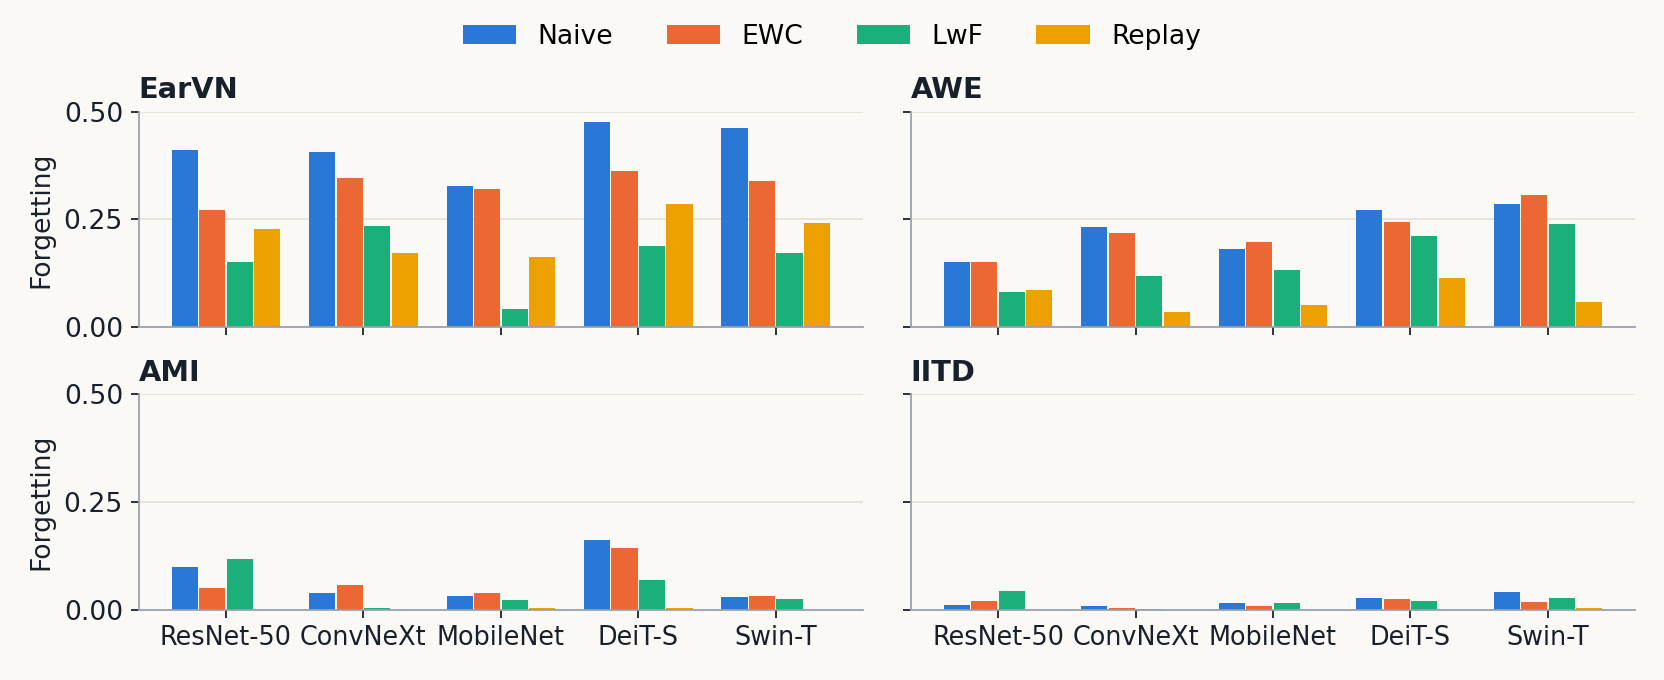 Naive EWC LwF Replay
EarVN
AWE
Forgetting
0.50
0.25
0.00
AMI
IITD
Forgetting
0.50
0.25
0.00
ResNet-50 ConvNeXt MobileNet DeiT-S Swin-T
ResNet-50 ConvNeXt MobileNet DeiT-S Swin-T